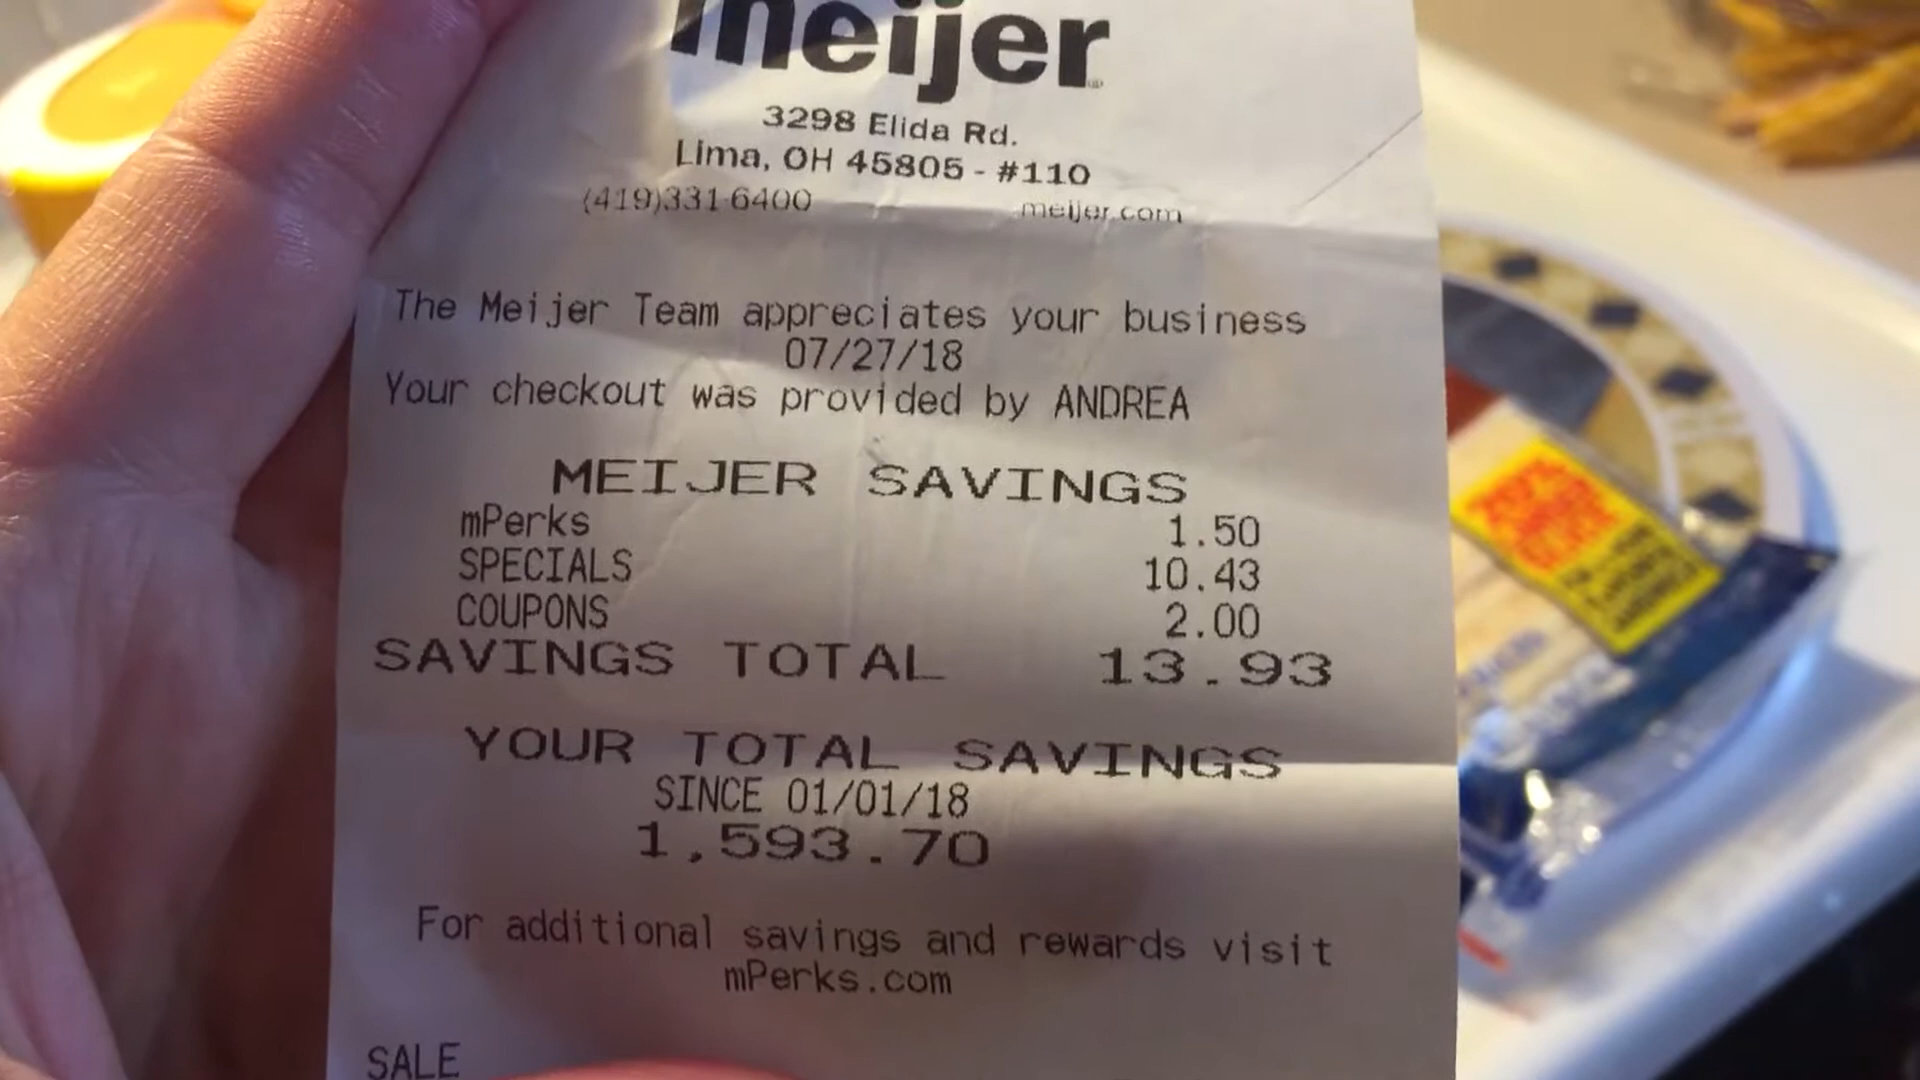 meijer
3298 Elida Rd.
Lima, OH 45805 - #110
(419)331-6400 meijer.com
The Meijer Team appreciates your business
07/27/18
Your checkout was provided by ANDREA
MEIJER SAVINGS
mPerks 1.50
SPECIALS 10.43
COUPONS 2.00
SAVINGS TOTAL 13.93
YOUR TOTAL SAVINGS
SINCE 01/01/18
1,593.70
For additional savings and rewards visit
mPerks.com
SALE